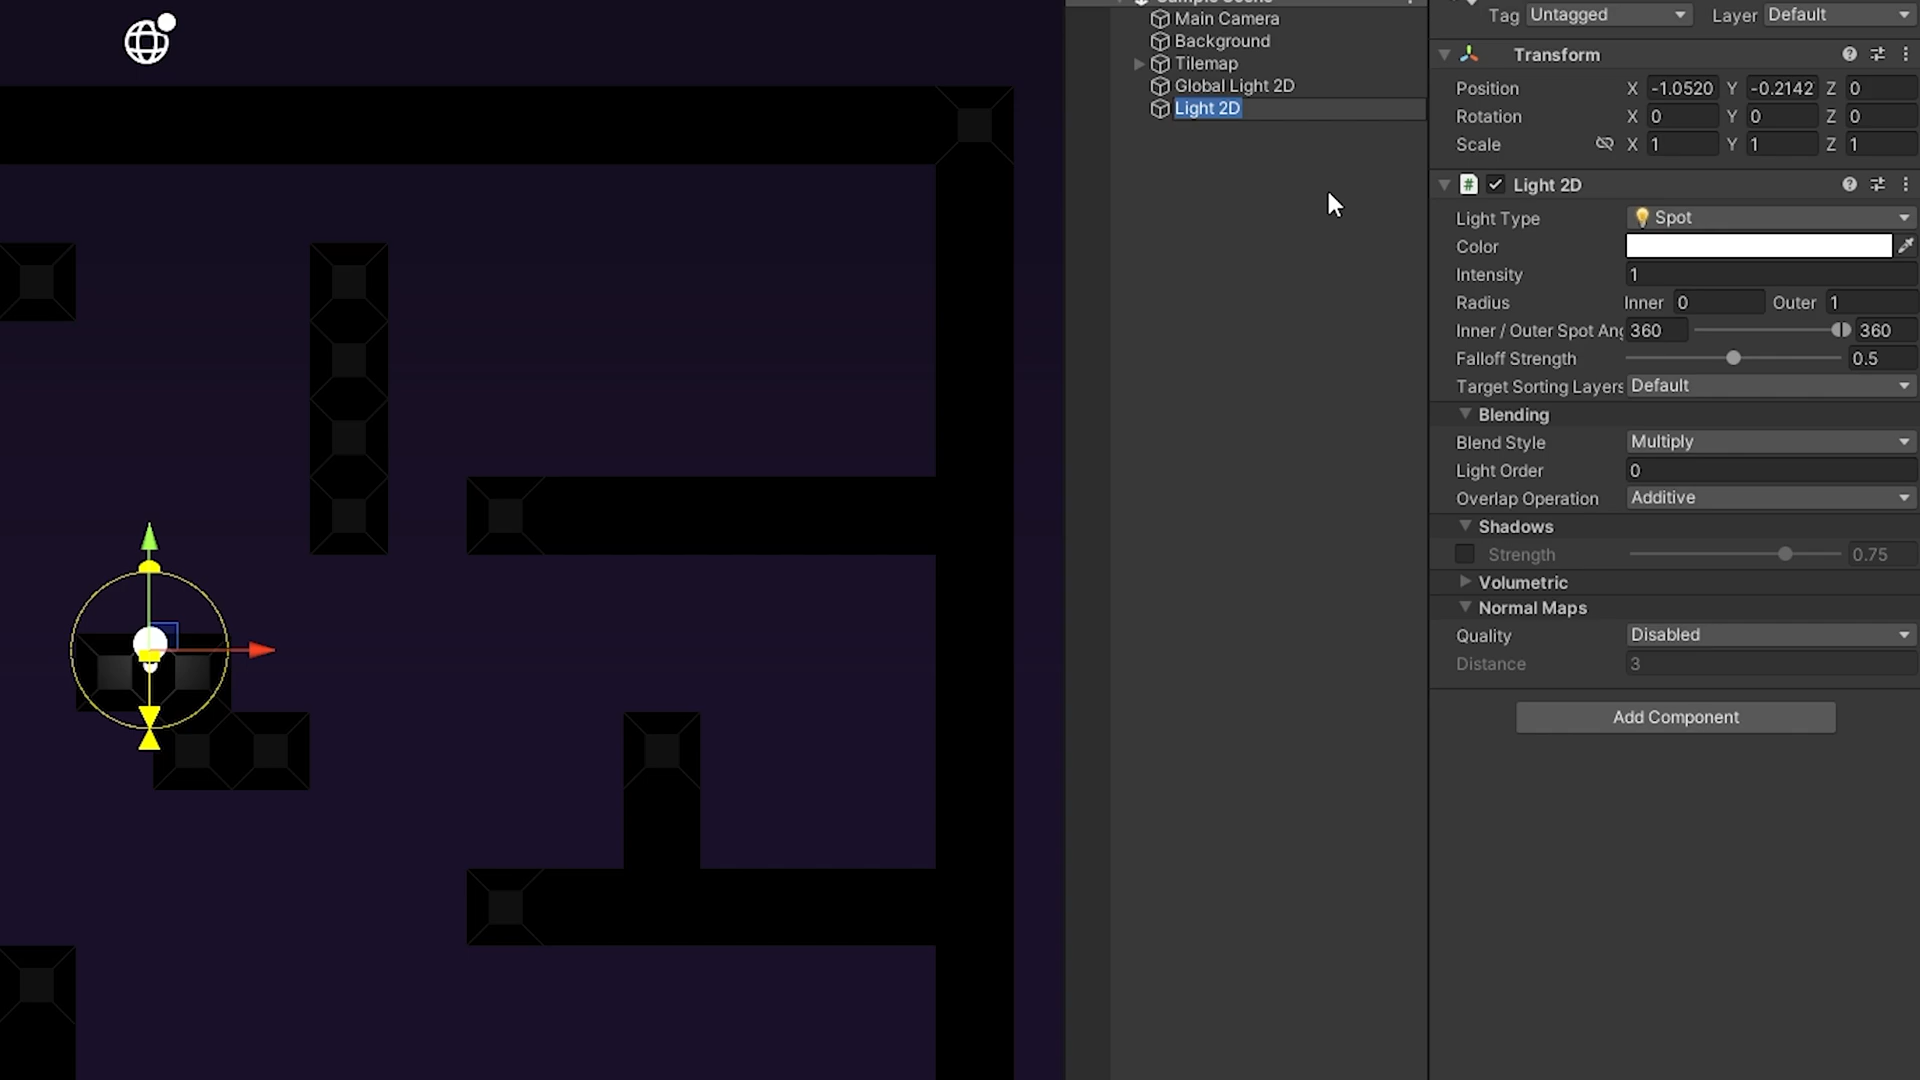 Sample Scene
Main Camera
Background
Tilemap
Global Light 2D
Light 2D
Tag Untagged Layer Default
Transform
Position X -1.0520 Y -0.2142 Z 0
Rotation X 0 Y 0 Z 0
Scale X 1 Y 1 Z 1
# Light 2D
Light Type Spot
Color
Intensity 1
Radius Inner 0 Outer 1
Inner / Outer Spot Ang 360 360
Falloff Strength 0.5
Target Sorting Layers Default
Blending
Blend Style Multiply
Light Order 0
Overlap Operation Additive
Shadows
Strength 0.75
Volumetric
Normal Maps
Quality Disabled
Distance 3
Add Component